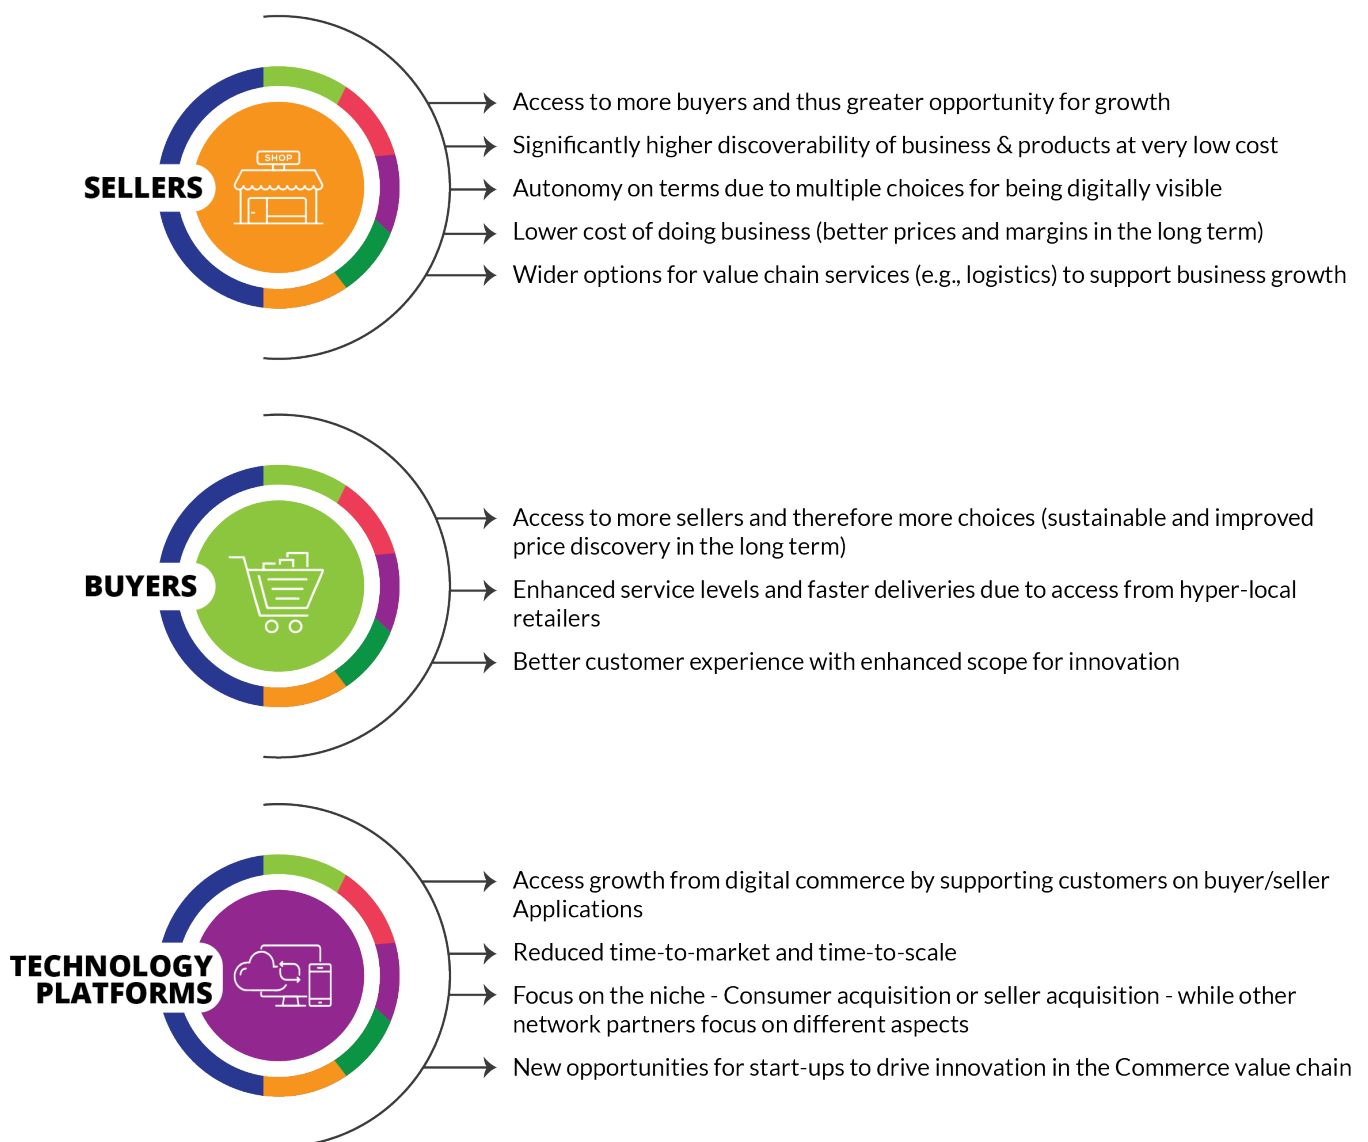 SHOP
SELLERS
Access to more buyers and thus greater opportunity for growth
Significantly higher discoverability of business & products at very low cost
Autonomy on terms due to multiple choices for being digitally visible
Lower cost of doing business (better prices and margins in the long term)
Wider options for value chain services (e.g., logistics) to support business growth
BUYERS
Access to more sellers and therefore more choices (sustainable and improved
price discovery in the long term)
Enhanced service levels and faster deliveries due to access from hyper-local
retailers
Better customer experience with enhanced scope for innovation
TECHNOLOGY
PLATFORMS
Access growth from digital commerce by supporting customers on buyer/seller
Applications
Reduced time-to-market and time-to-scale
Focus on the niche - Consumer acquisition or seller acquisition - while other
network partners focus on different aspects
New opportunities for start-ups to drive innovation in the Commerce value chain